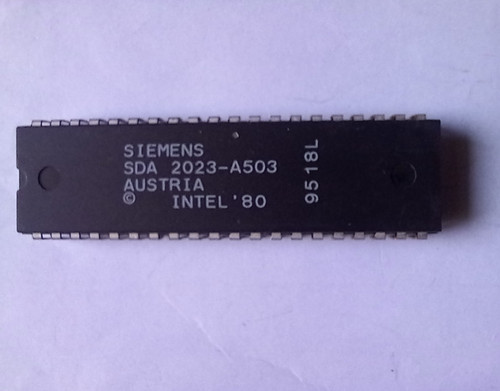 SIEMENS
SDA 2023-A503
AUSTRIA
© INTEL '80
9518L